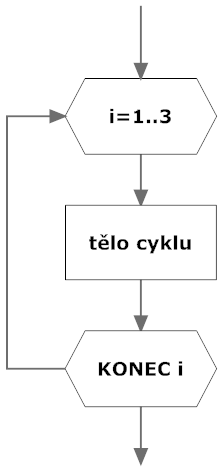 i=1..3
tělo cyklu
KONEC i